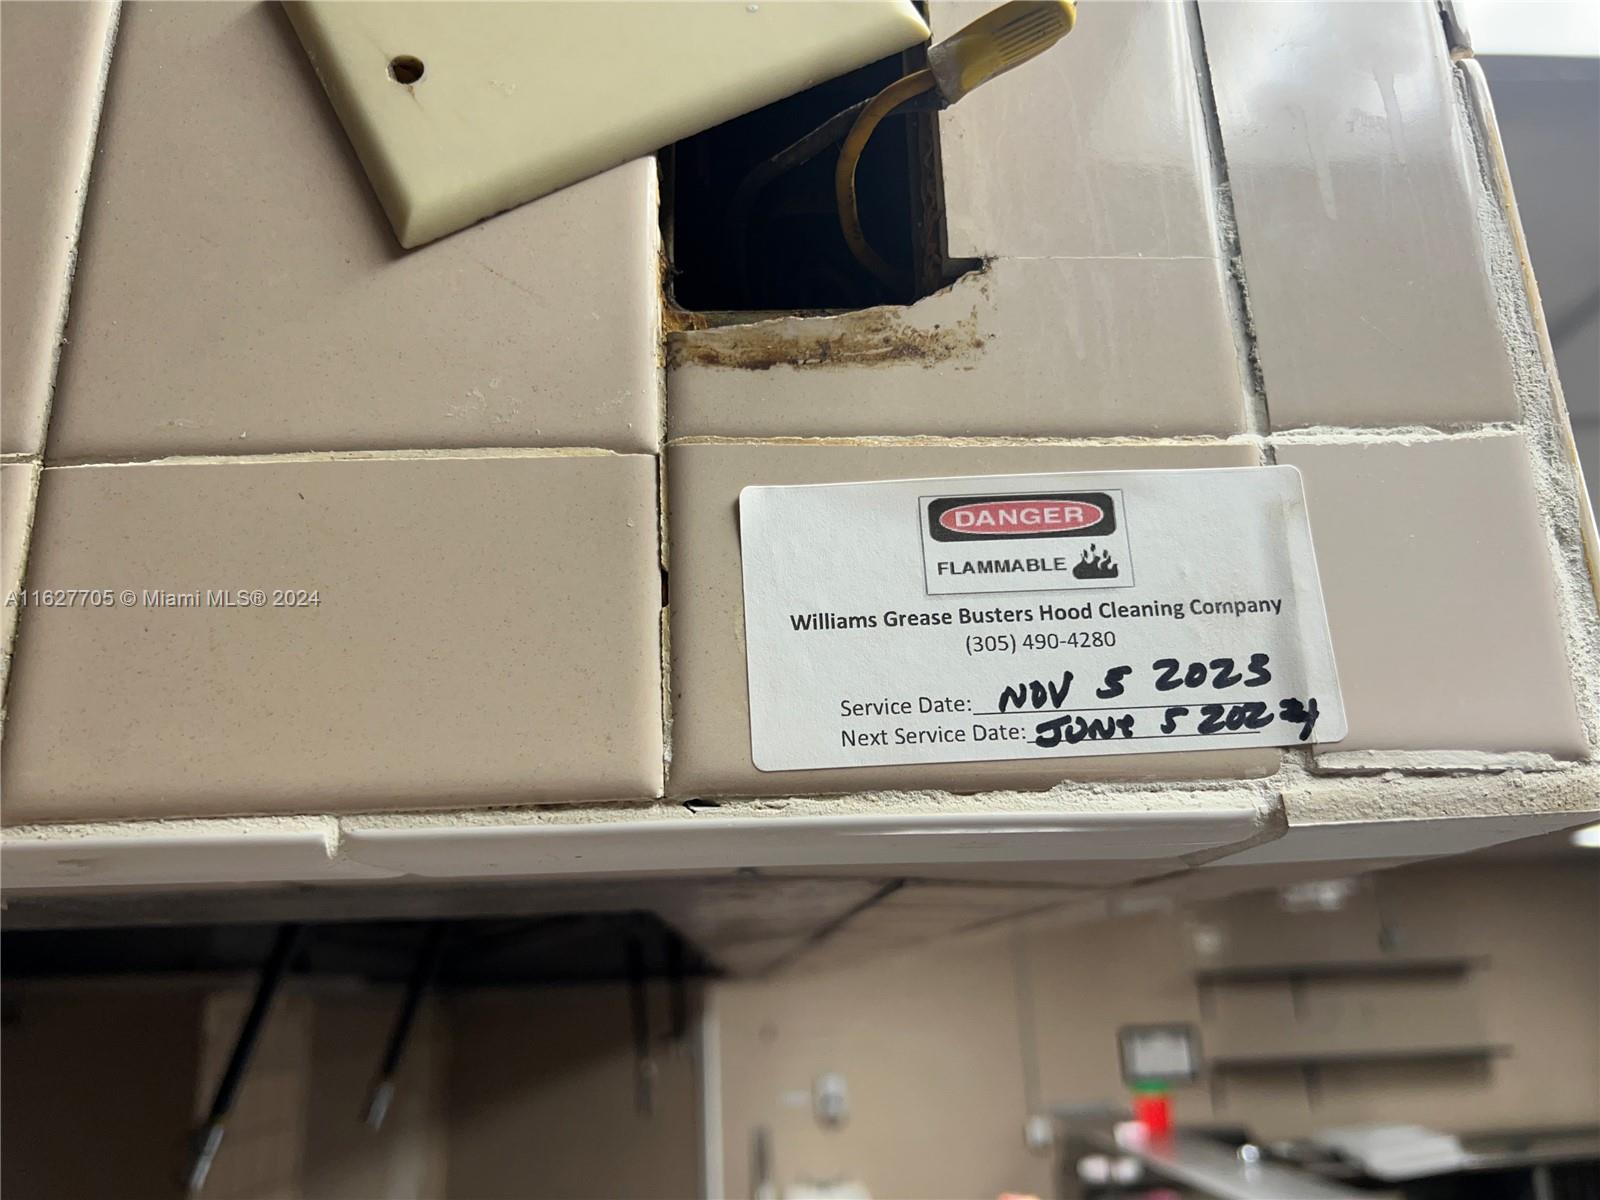 DANGER
FLAMMABLE
Williams Grease Busters Hood Cleaning Company
(305) 490-4280
Service Date: NOV 5 2023
Next Service Date: JUNE 5 2024
A11627705 © Miami MLS® 2024